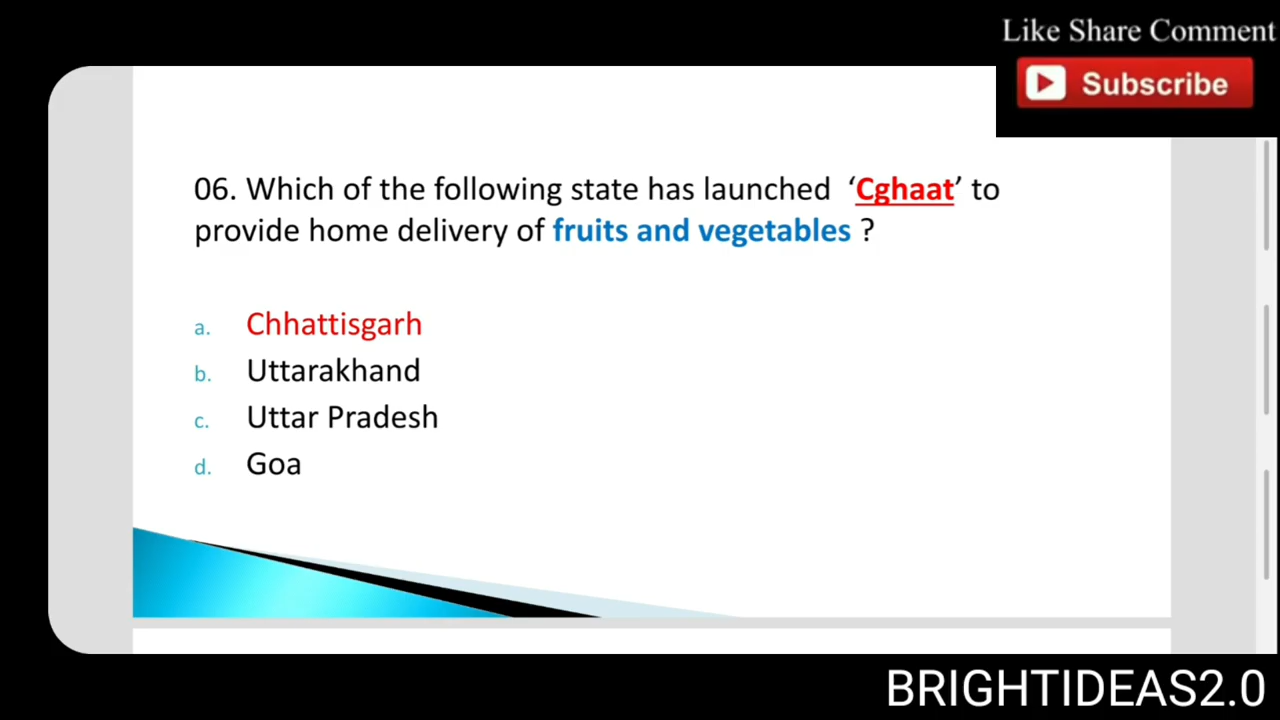 Like Share Comment
Subscribe
06. Which of the following state has launched ‘Cghaat’ to
provide home delivery of fruits and vegetables ?
a. Chhattisgarh
b. Uttarakhand
c. Uttar Pradesh
d. Goa
BRIGHTIDEAS2.0